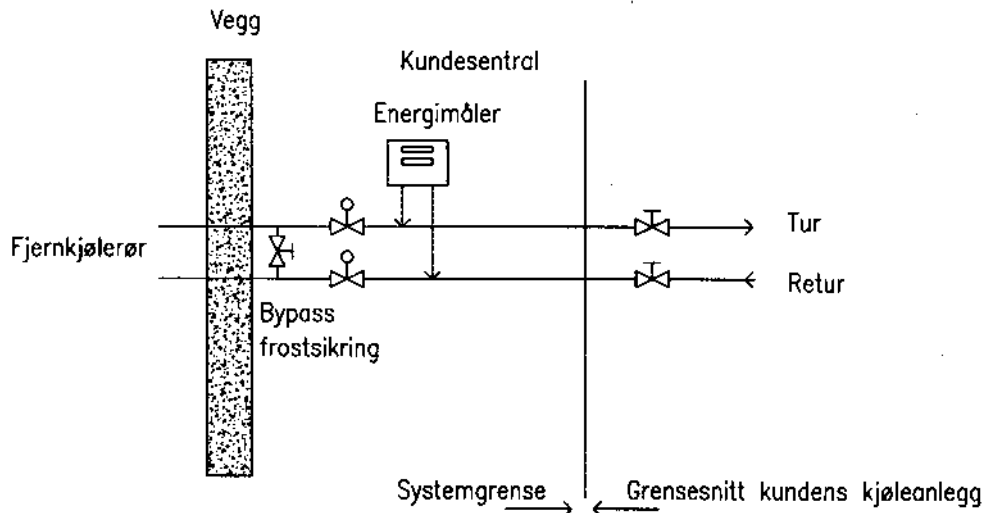 Vegg
Kundesentral
Energimåler
Fjernkjølerør
Tur
Retur
Bypass
frostsikring
Systemgrense
Grensesnitt kundens kjøleanlegg